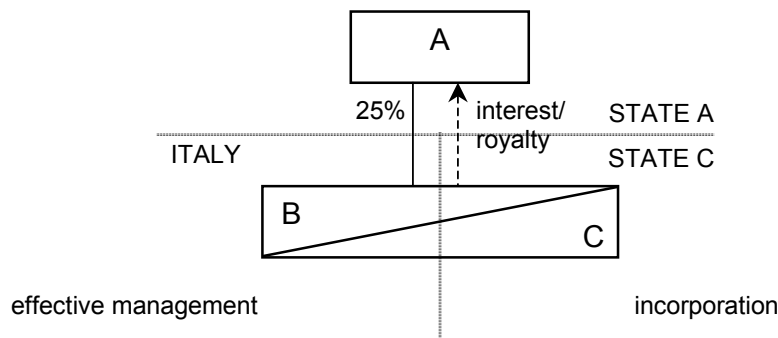 A
25%
interest/
royalty
STATE A
ITALY
STATE C
B
C
effective management
incorporation